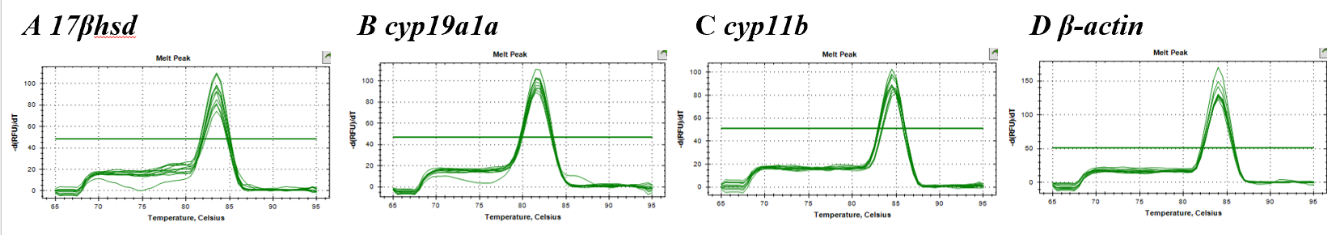 A 17βhsd
Melt Peak
-d(RFU)/dT
100
80
60
40
20
0
65 70 75 80 85 90 95
Temperature, Celsius
B cyp19a1a
Melt Peak
-d(RFU)/dT
100
80
60
40
20
0
65 70 75 80 85 90 95
Temperature, Celsius
C cyp11b
Melt Peak
-d(RFU)/dT
100
80
60
40
20
0
65 70 75 80 85 90 95
Temperature, Celsius
D β-actin
Melt Peak
-d(RFU)/dT
150
100
50
0
65 70 75 80 85 90 95
Temperature, Celsius